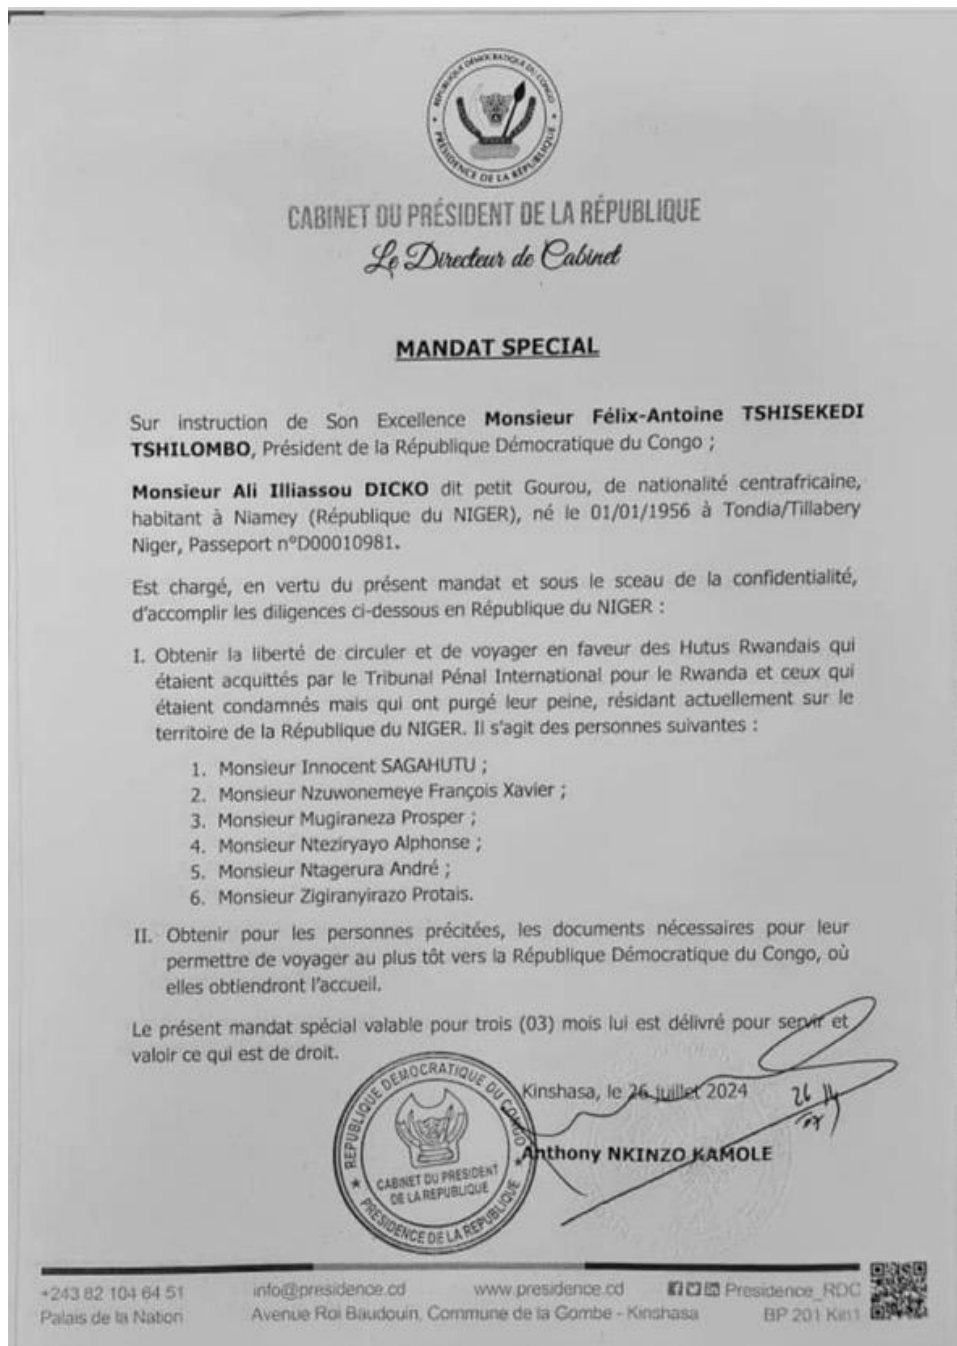 RÉPUBLIQUE DÉMOCRATIQUE DU CONGO
PRÉSIDENCE DE LA RÉPUBLIQUE
CABINET DU PRÉSIDENT DE LA RÉPUBLIQUE
Le Directeur de Cabinet
MANDAT SPECIAL
Sur instruction de Son Excellence Monsieur Félix-Antoine TSHISEKEDI
TSHILOMBO, Président de la République Démocratique du Congo ;
Monsieur Ali Illiassou DICKO dit petit Gourou, de nationalité centrafricaine,
habitant à Niamey (République du NIGER), né le 01/01/1956 à Tondia/Tillabery
Niger, Passeport n°D00010981.
Est chargé, en vertu du présent mandat et sous le sceau de la confidentialité,
d'accomplir les diligences ci-dessous en République du NIGER :
I. Obtenir la liberté de circuler et de voyager en faveur des Hutus Rwandais qui
étaient acquittés par le Tribunal Pénal International pour le Rwanda et ceux qui
étaient condamnés mais qui ont purgé leur peine, résidant actuellement sur le
territoire de la République du NIGER. Il s'agit des personnes suivantes :
1. Monsieur Innocent SAGAHUTU ;
2. Monsieur Nzuwonemeye François Xavier ;
3. Monsieur Mugiraneza Prosper ;
4. Monsieur Nteziryayo Alphonse ;
5. Monsieur Ntagerura André ;
6. Monsieur Zigiranyirazo Protais.
II. Obtenir pour les personnes précitées, les documents nécessaires pour leur
permettre de voyager au plus tôt vers la République Démocratique du Congo, où
elles obtiendront l'accueil.
Le présent mandat spécial valable pour trois (03) mois lui est délivré pour servir et
valoir ce qui est de droit.
Kinshasa, le 26 juillet 2024
Anthony NKINZO KAMOLE
REPUBLIQUE DEMOCRATIQUE DU CONGO
CABINET DU PRESIDENT
DE LA REPUBLIQUE
PRESIDENCE DE LA REPUBLIQUE
+243 82 104 64 51 info@presidence.cd www.presidence.cd Presidence_RDC
Palais de la Nation Avenue Roi Baudouin, Commune de la Gombe - Kinshasa BP 201 Kin1